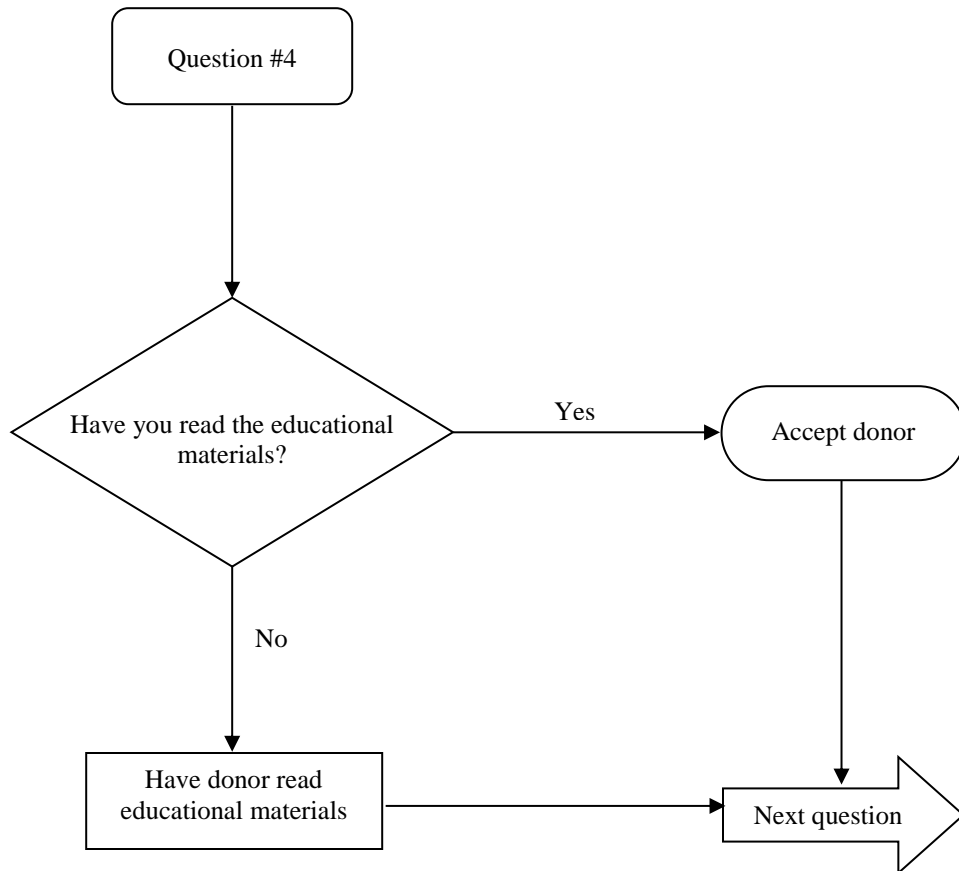 Question #4
Have you read the educational
materials?
Yes
Accept donor
No
Have donor read
educational materials
Next question